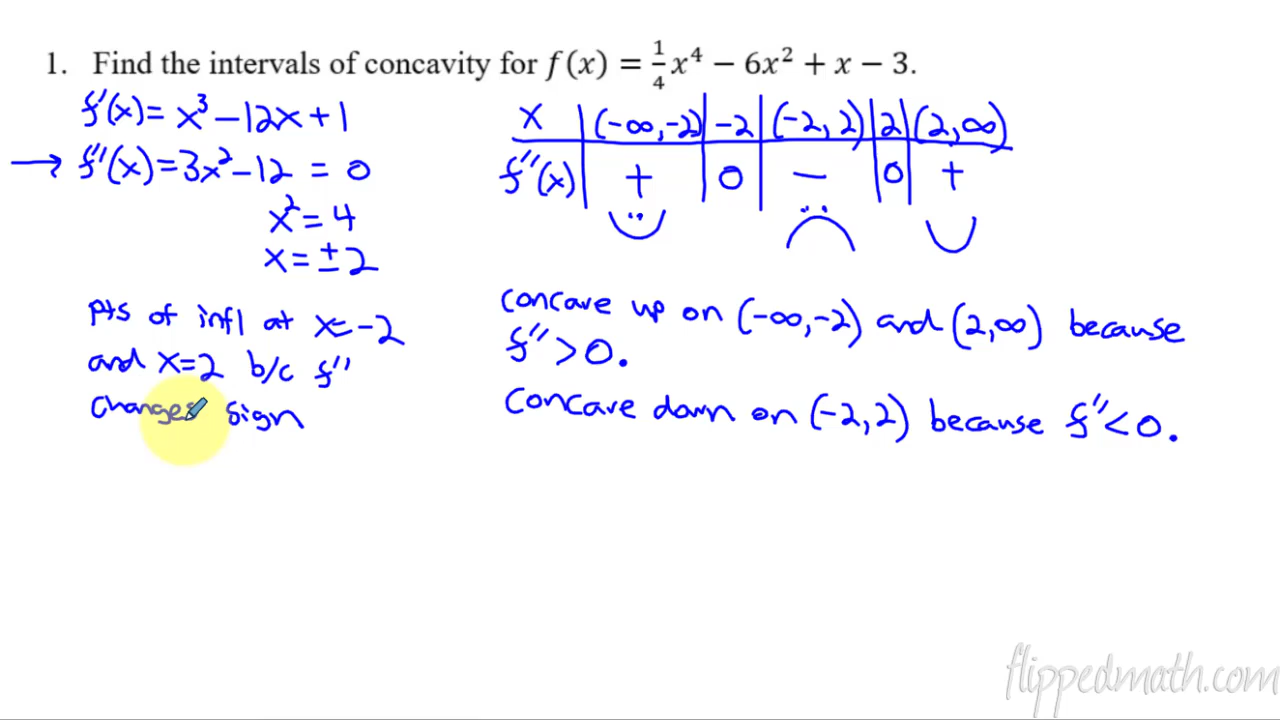 1. Find the intervals of concavity for f(x) = 1/4 x⁴ − 6x² + x − 3.
f'(x) = x³ − 12x + 1
→ f''(x) = 3x² − 12 = 0
x² = 4
x = ± 2
x | (-∞, -2) | -2 | (-2, 2) | 2 | (2, ∞)
f''(x) | + | 0 | − | 0 | +
Pts of infl at x = -2
and x = 2 b/c f''
changes sign
Concave up on (-∞, -2) and (2, ∞) because
f'' > 0.
Concave down on (-2, 2) because f'' < 0.
flippedmath.com